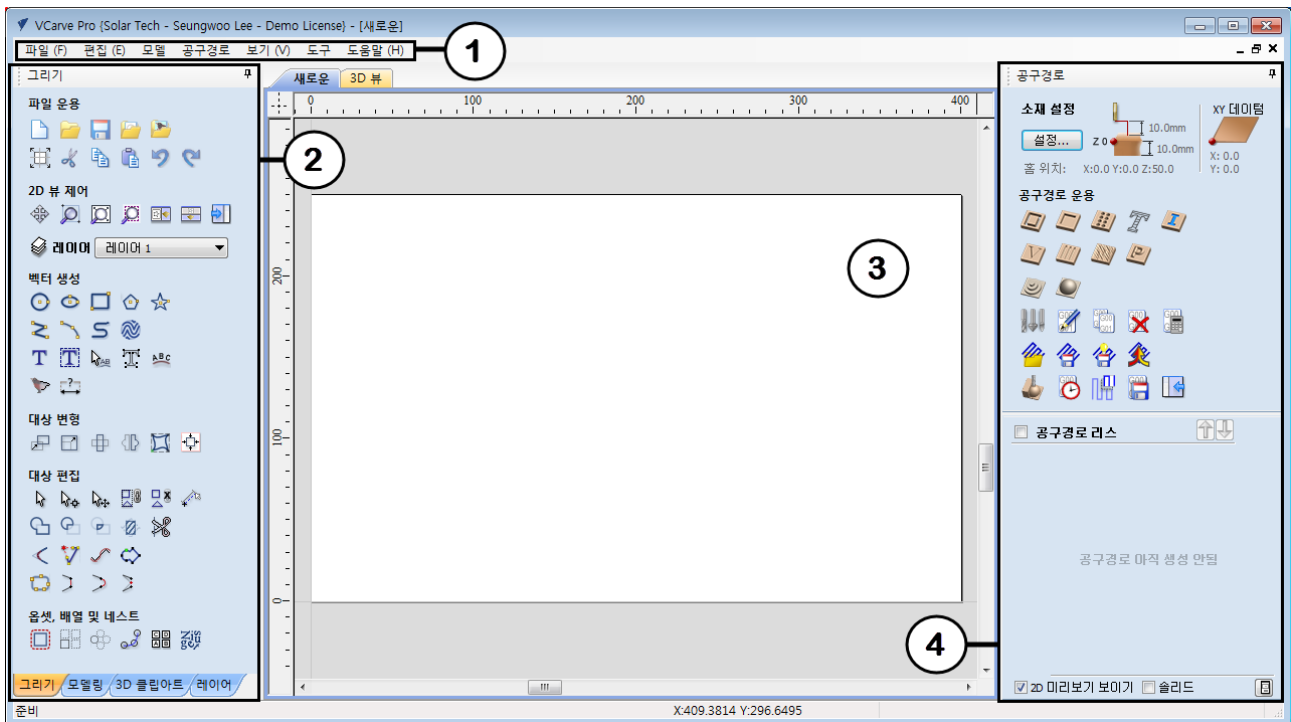 VCarve Pro {Solar Tech - Seungwoo Lee - Demo License} - [새로운]
파일 (F) 편집 (E) 모델 공구경로 보기 (V) 도구 도움말 (H)
1
그리기
파일 운용
2D 뷰 제어
레이어 레이어 1
벡터 생성
대상 변형
대상 편집
옵셋, 배열 및 네스트
그리기 모델링 3D 클립아트 레이어
2
새로운 3D 뷰
0 100 200 300 400
200
100
0
3
공구경로
소재 설정
XY 데이텀
설정...
Z 0
10.0mm
10.0mm
X: 0.0
Y: 0.0
홈 위치: X:0.0 Y:0.0 Z:50.0
공구경로 운용
공구경로 리스
공구경로 아직 생성 안됨
4
2D 미리보기 보이기 솔리드
준비
X:409.3814 Y:296.6495